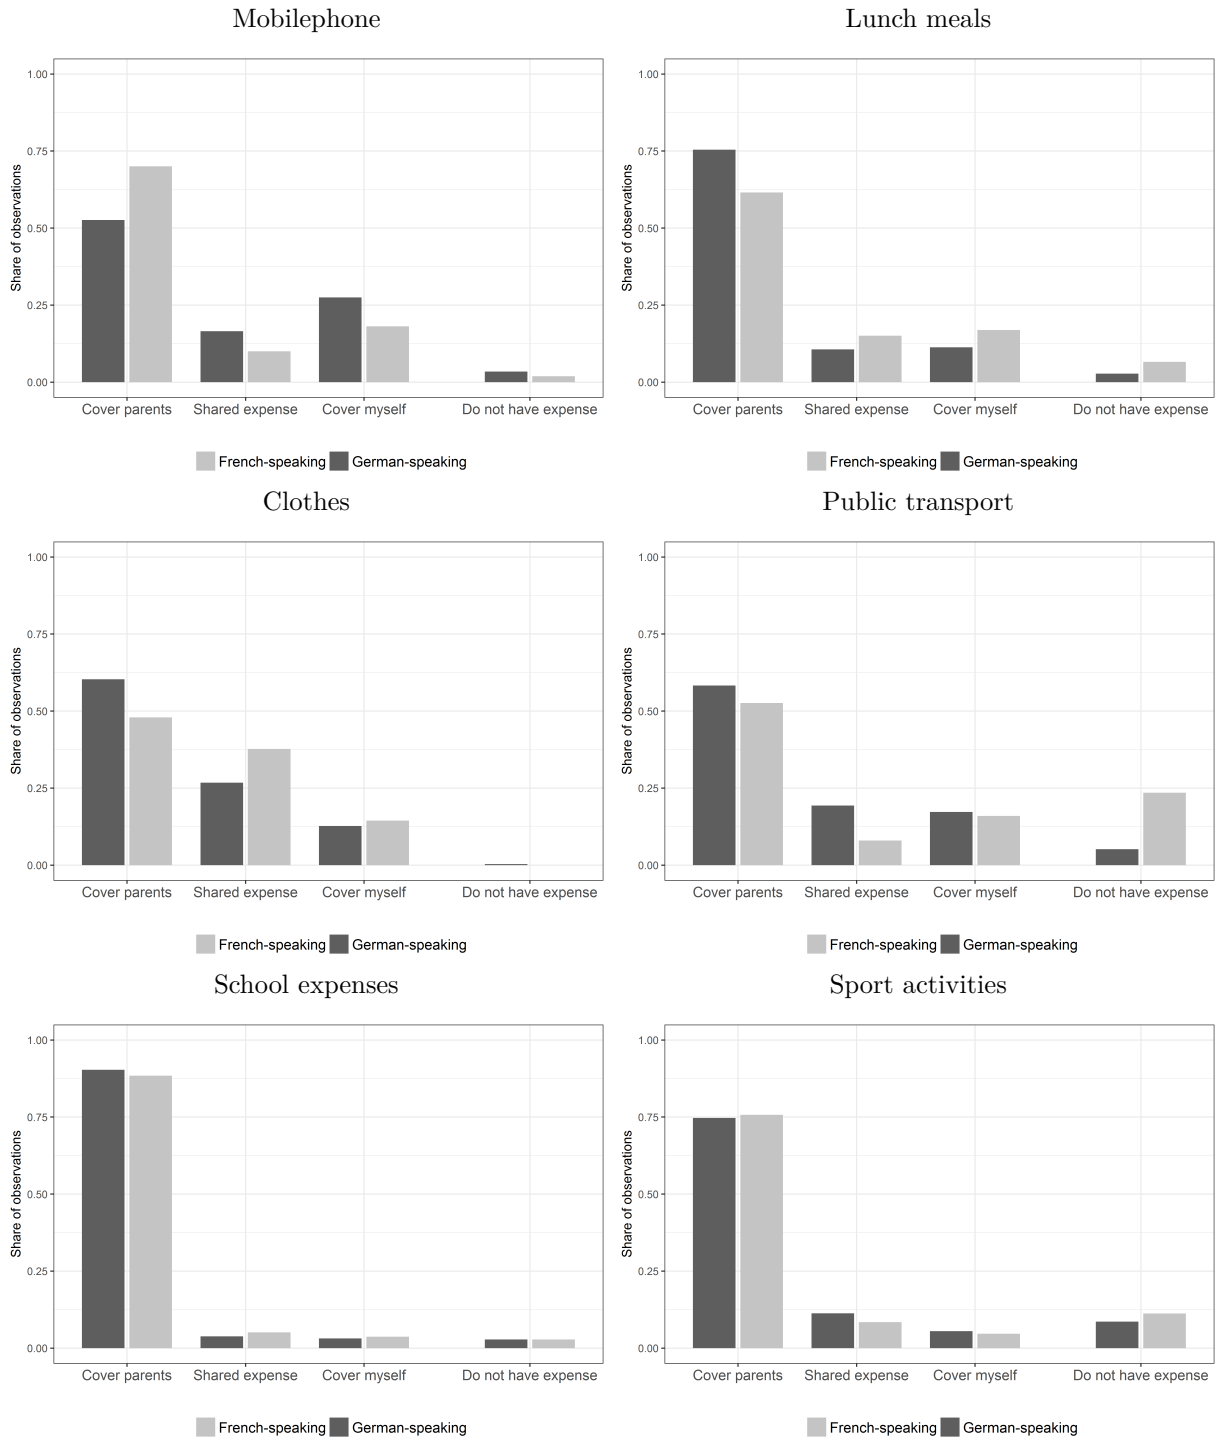 Mobilephone
Share of observations
1.00
0.75
0.50
0.25
0.00
Cover parents Shared expense Cover myself Do not have expense
French-speaking German-speaking
Lunch meals
Share of observations
1.00
0.75
0.50
0.25
0.00
Cover parents Shared expense Cover myself Do not have expense
French-speaking German-speaking
Clothes
Share of observations
1.00
0.75
0.50
0.25
0.00
Cover parents Shared expense Cover myself Do not have expense
French-speaking German-speaking
Public transport
Share of observations
1.00
0.75
0.50
0.25
0.00
Cover parents Shared expense Cover myself Do not have expense
French-speaking German-speaking
School expenses
Share of observations
1.00
0.75
0.50
0.25
0.00
Cover parents Shared expense Cover myself Do not have expense
French-speaking German-speaking
Sport activities
Share of observations
1.00
0.75
0.50
0.25
0.00
Cover parents Shared expense Cover myself Do not have expense
French-speaking German-speaking